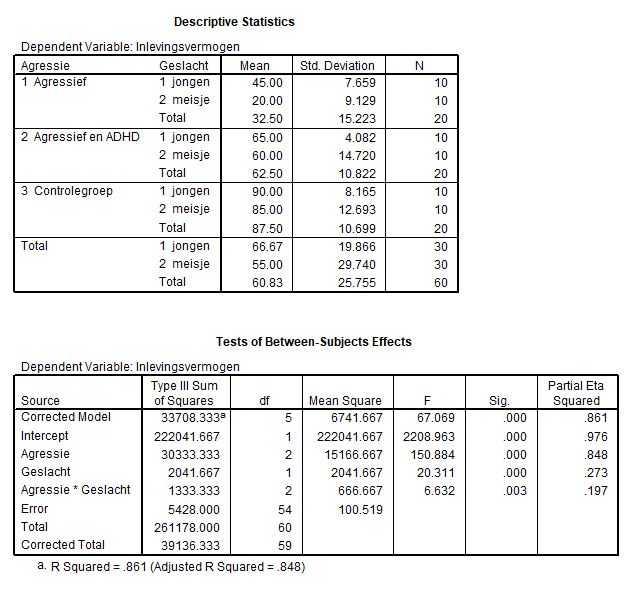 Descriptive Statistics
Dependent Variable: Inlevingsvermogen
Agressie Geslacht Mean Std. Deviation N
1 Agressief 1 jongen 45.00 7.659 10
2 meisje 20.00 9.129 10
Total 32.50 15.223 20
2 Agressief en ADHD 1 jongen 65.00 4.082 10
2 meisje 60.00 14.720 10
Total 62.50 10.822 20
3 Controlegroep 1 jongen 90.00 8.165 10
2 meisje 85.00 12.693 10
Total 87.50 10.699 20
Total 1 jongen 66.67 19.866 30
2 meisje 55.00 29.740 30
Total 60.83 25.755 60
Tests of Between-Subjects Effects
Dependent Variable: Inlevingsvermogen
Type III Sum Partial Eta
Source of Squares df Mean Square F Sig. Squared
Corrected Model 33708.333a 5 6741.667 67.069 .000 .861
Intercept 222041.667 1 222041.667 2208.963 .000 .976
Agressie 30333.333 2 15166.667 150.884 .000 .848
Geslacht 2041.667 1 2041.667 20.311 .000 .273
Agressie * Geslacht 1333.333 2 666.667 6.632 .003 .197
Error 5428.000 54 100.519
Total 261178.000 60
Corrected Total 39136.333 59
a. R Squared = .861 (Adjusted R Squared = .848)